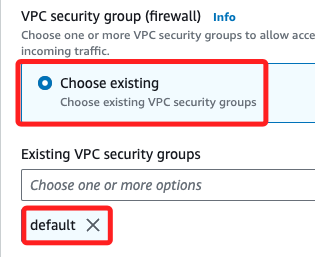 VPC security group (firewall) Info
Choose one or more VPC security groups to allow acce
incoming traffic.
Choose existing
Choose existing VPC security groups
Existing VPC security groups
Choose one or more options
default